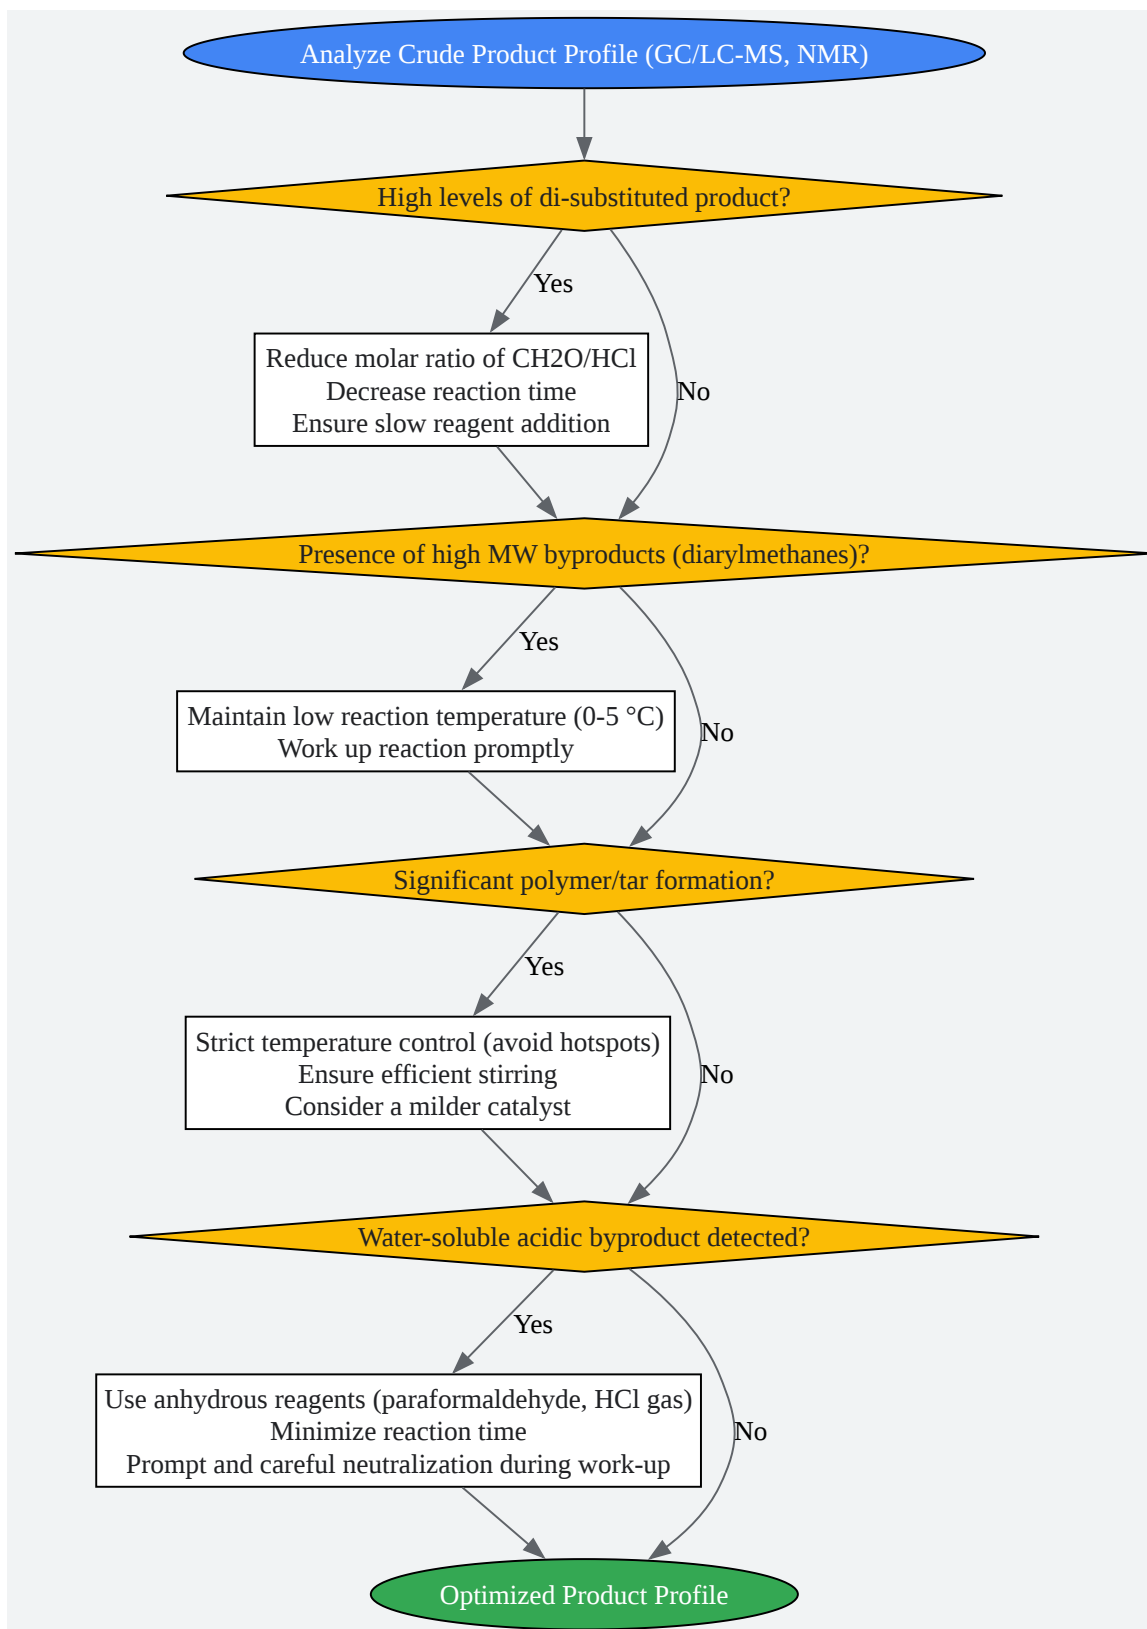 Analyze Crude Product Profile (GC/LC-MS, NMR)
High levels of di-substituted product?
Yes
Reduce molar ratio of CH2O/HCl
Decrease reaction time
Ensure slow reagent addition
No
Presence of high MW byproducts (diarylmethanes)?
Yes
Maintain low reaction temperature (0-5 °C)
Work up reaction promptly
No
Significant polymer/tar formation?
Yes
Strict temperature control (avoid hotspots)
Ensure efficient stirring
Consider a milder catalyst
No
Water-soluble acidic byproduct detected?
Yes
Use anhydrous reagents (paraformaldehyde, HCl gas)
Minimize reaction time
Prompt and careful neutralization during work-up
No
Optimized Product Profile